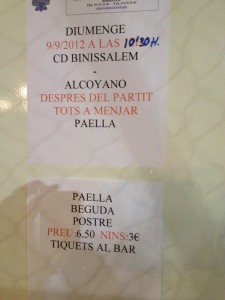 DIUMENGE
9/9/2012 A LAS 10'30H.
CD BINISSALEM
-
ALCOYANO
DESPRES DEL PARTIT
TOTS A MENJAR
PAELLA
PAELLA
BEGUDA
POSTRE
PREU:6.50 NINS:3€
TIQUETS AL BAR